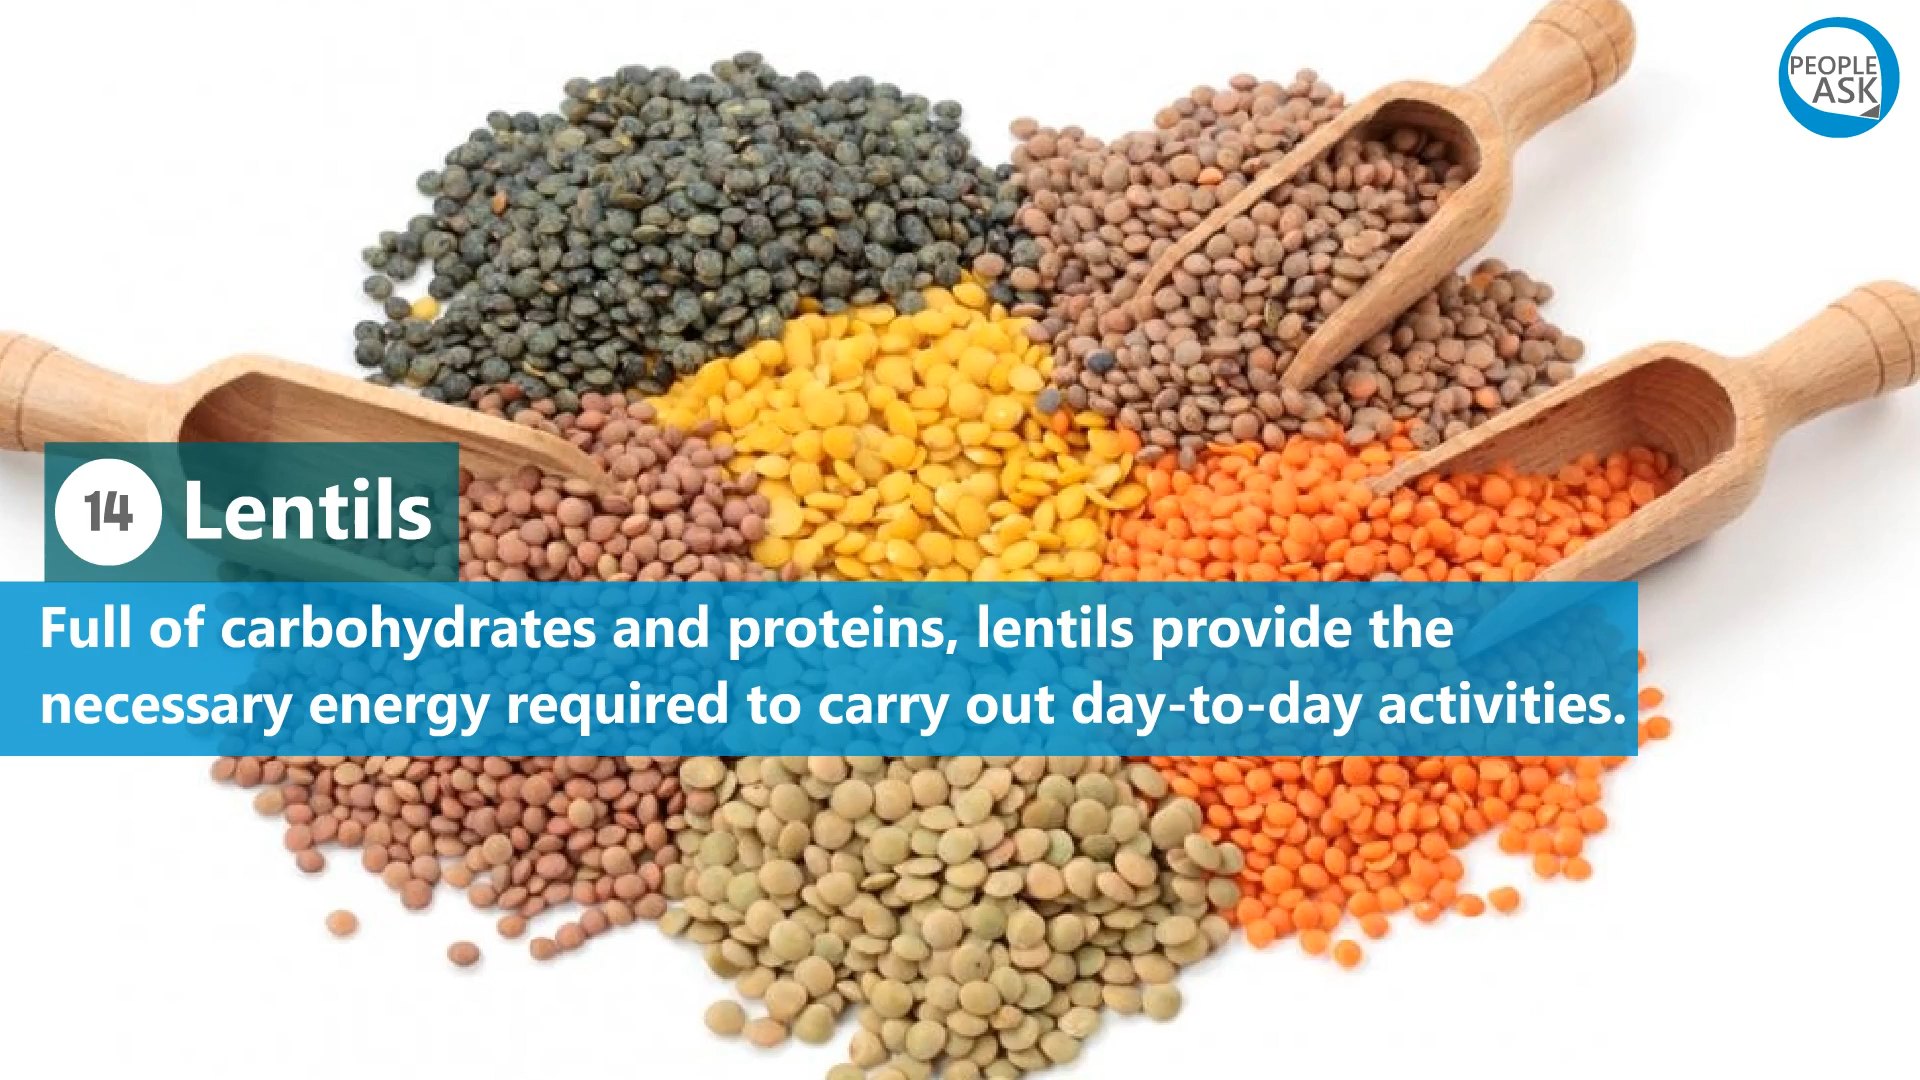 PEOPLE
ASK
14 Lentils
Full of carbohydrates and proteins, lentils provide the
necessary energy required to carry out day-to-day activities.